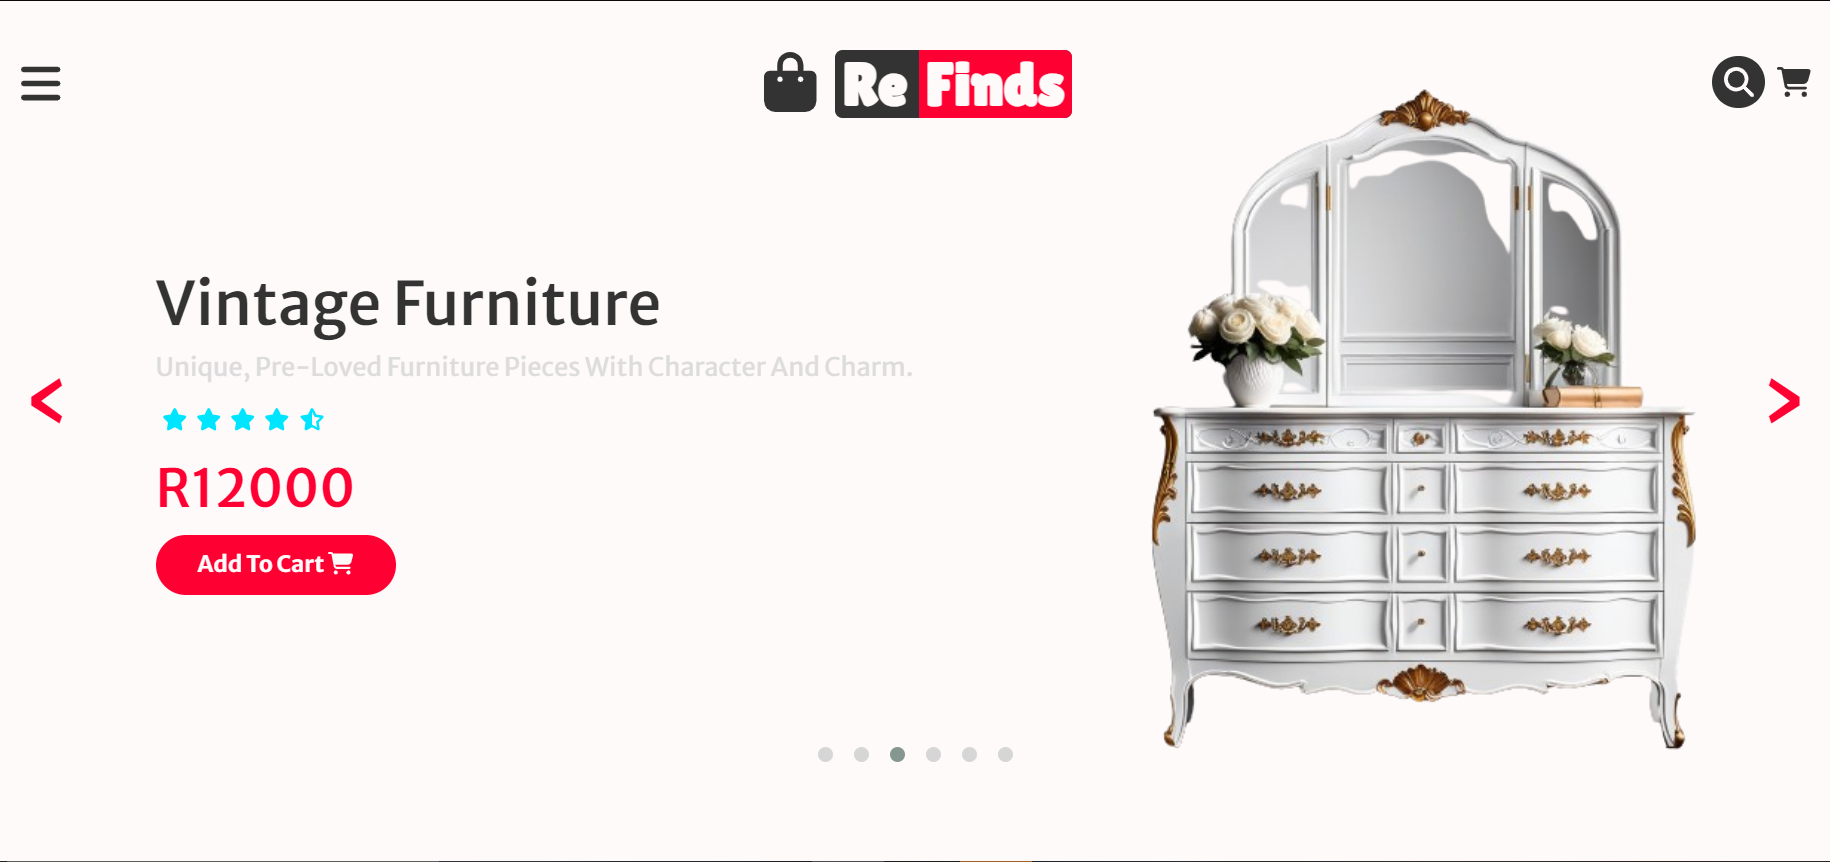 Re Finds
Vintage Furniture
Unique, Pre-Loved Furniture Pieces With Character And Charm.
<
>
R12000
Add To Cart